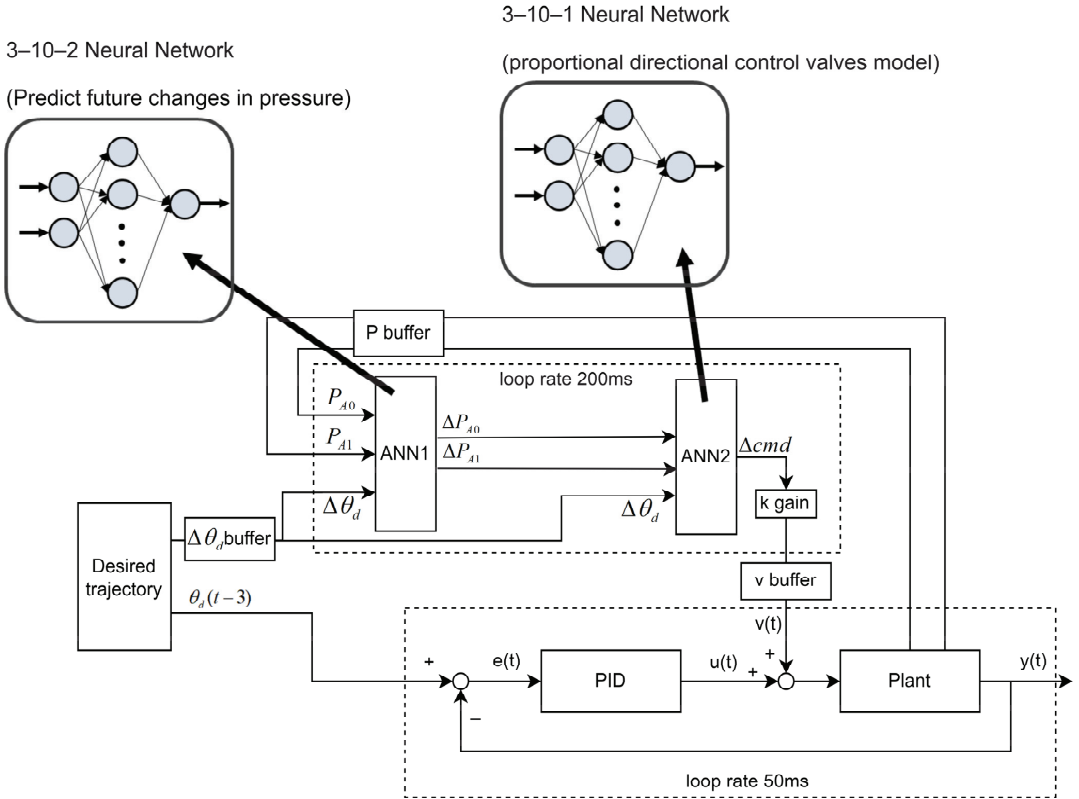 3–10–1 Neural Network
(proportional directional control valves model)
3–10–2 Neural Network
(Predict future changes in pressure)
P buffer
loop rate 200ms
P_A0
P_A1
Δθ_d
ANN1
ΔP_A0
ΔP_A1
Δθ_d
ANN2
Δcmd
k gain
Desired
trajectory
Δθ_d buffer
θ_d(t−3)
v buffer
v(t)
+
+
−
e(t)
PID
u(t)
+
Plant
y(t)
loop rate 50ms